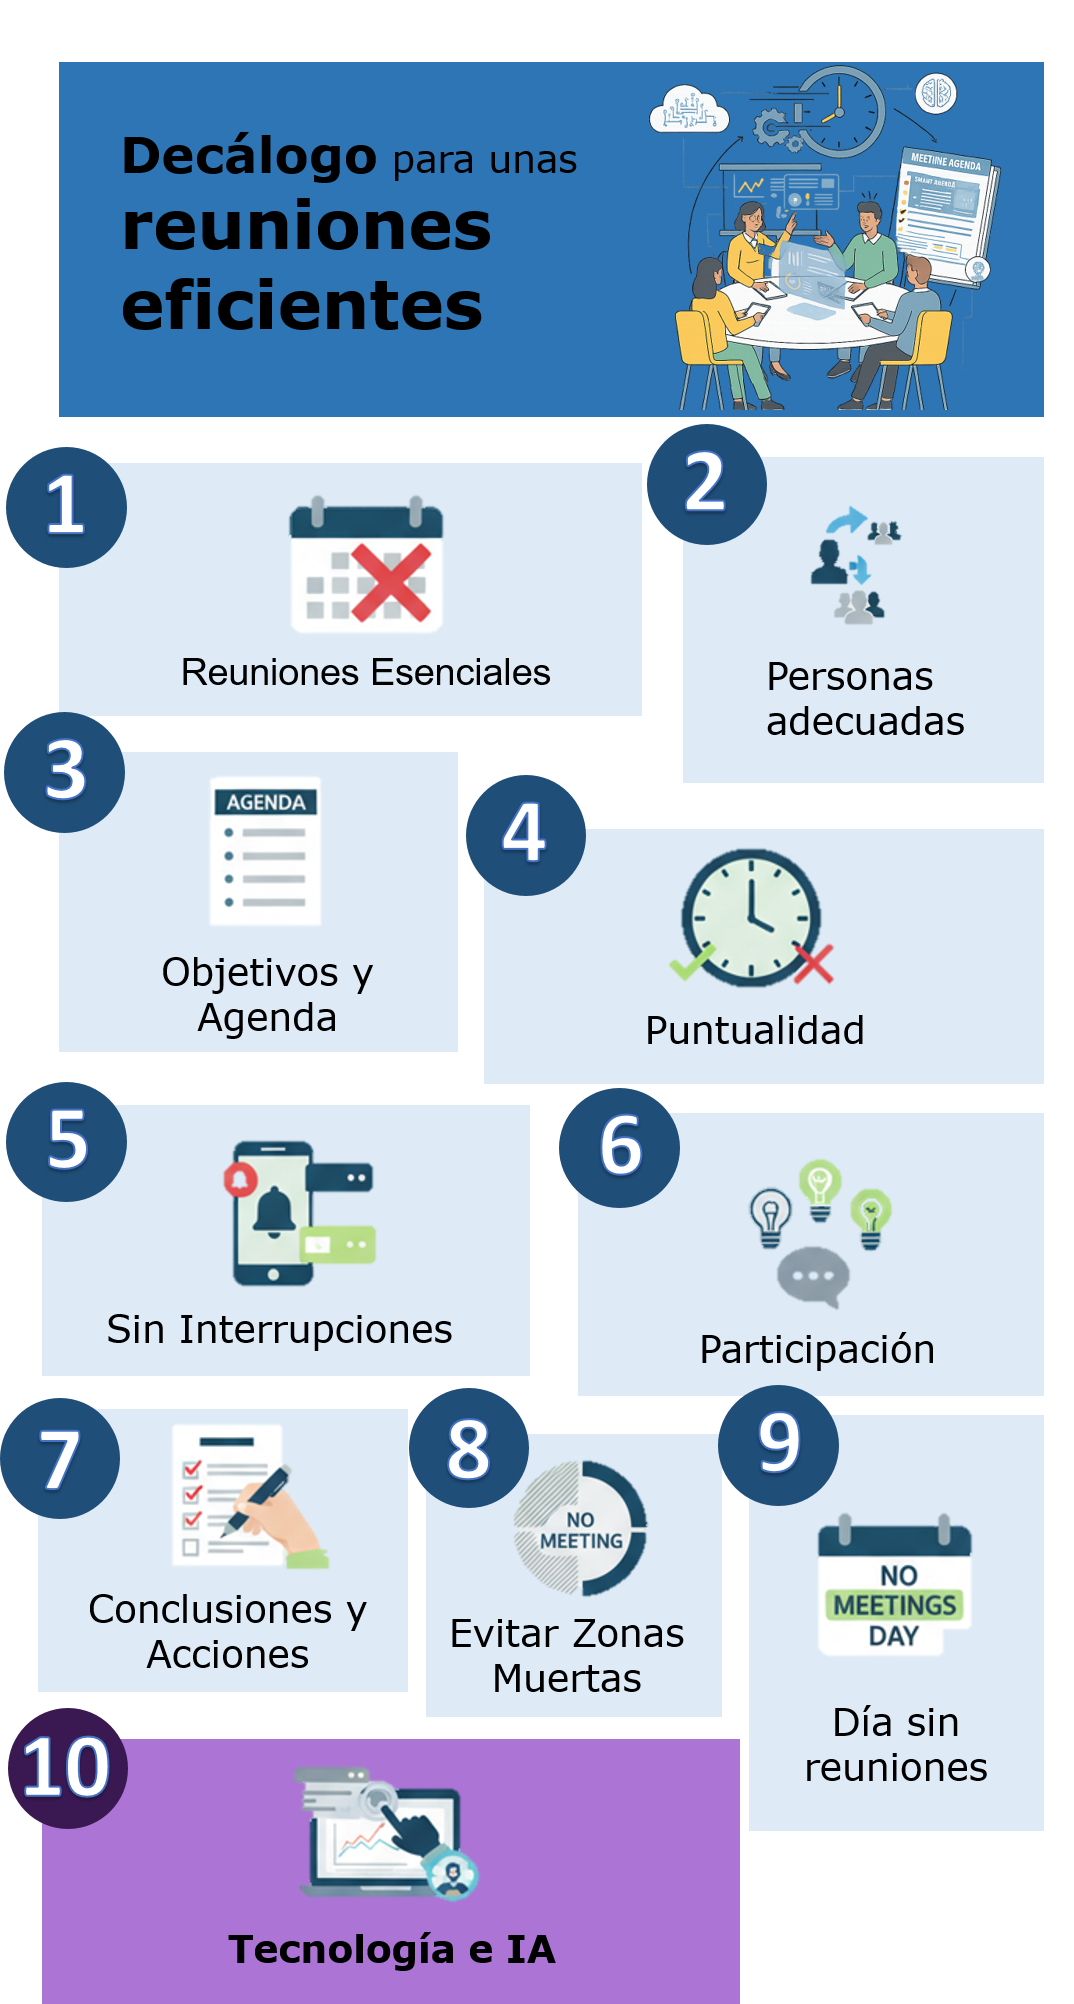 Decálogo para unas
reuniones
eficientes
MEETIINE AGENDA
SMART AGENDA
1
Reuniones Esenciales
2
Personas
adecuadas
3
AGENDA
Objetivos y
Agenda
4
Puntualidad
5
Sin Interrupciones
6
Participación
7
Conclusiones y
Acciones
8
NO
MEETING
Evitar Zonas
Muertas
9
NO
MEETINGS
DAY
Día sin
reuniones
10
Tecnología e IA